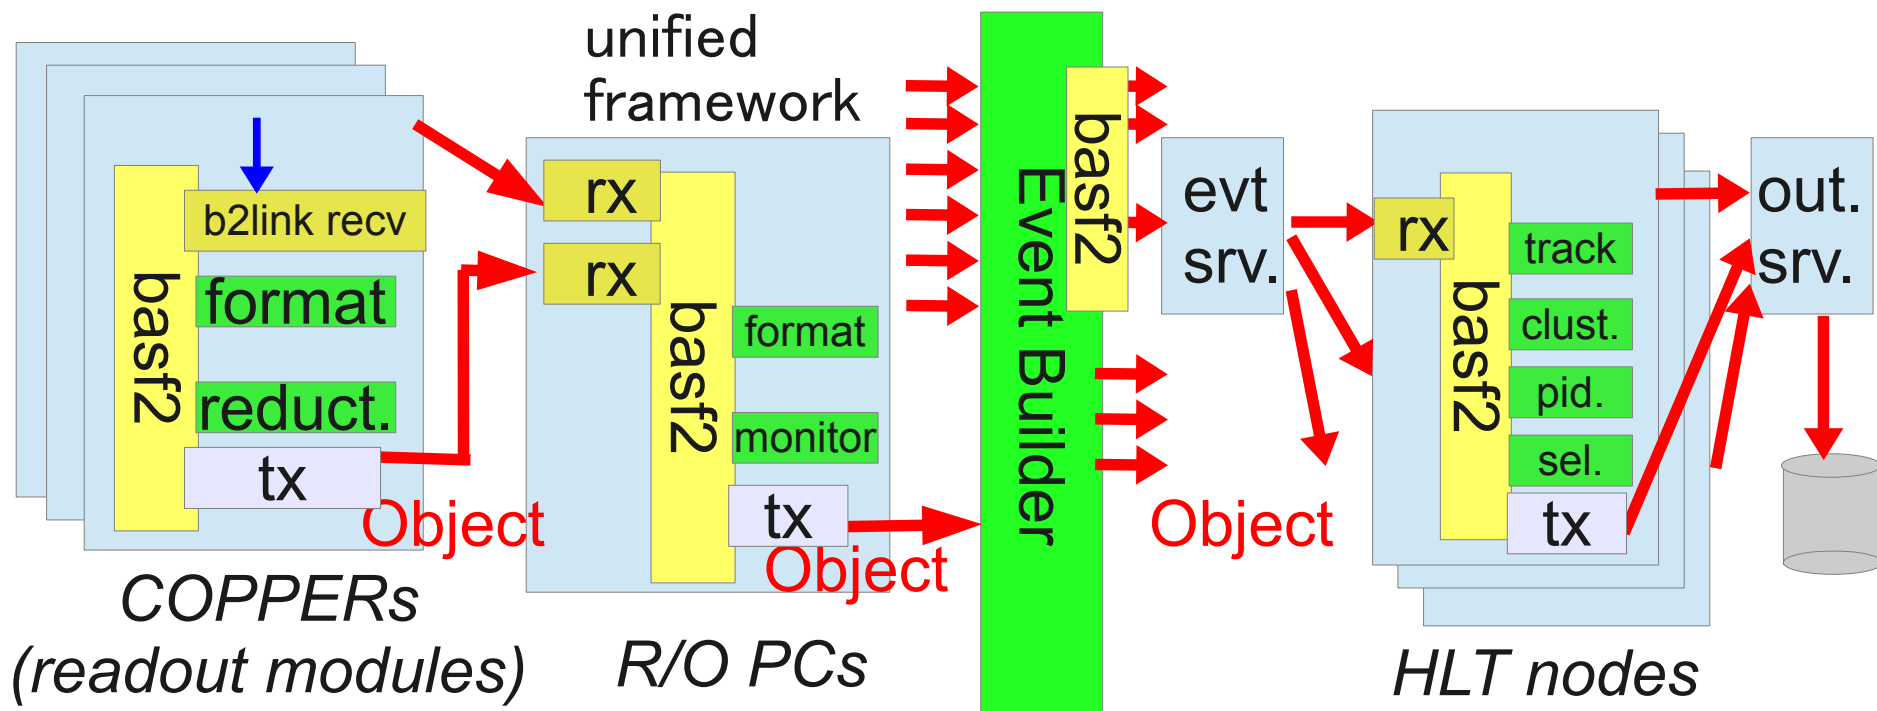 unified
framework
basf2
b2link recv
format
reduct.
tx
Object
COPPERs
(readout modules)
rx
rx
basf2
format
monitor
tx
Object
R/O PCs
Event Builder
basf2
evt
srv.
Object
rx
basf2
track
clust.
pid.
sel.
tx
HLT nodes
out.
srv.